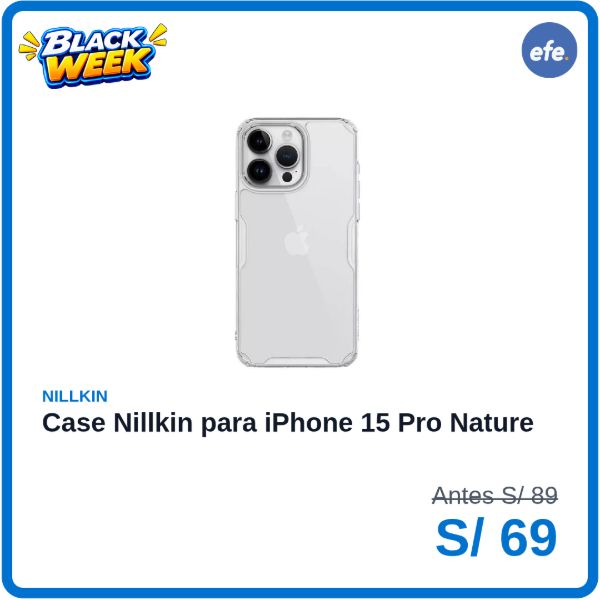 BLACK
WEEK
efe.
NILLKIN
Case Nillkin para iPhone 15 Pro Nature
Antes S/ 89
S/ 69